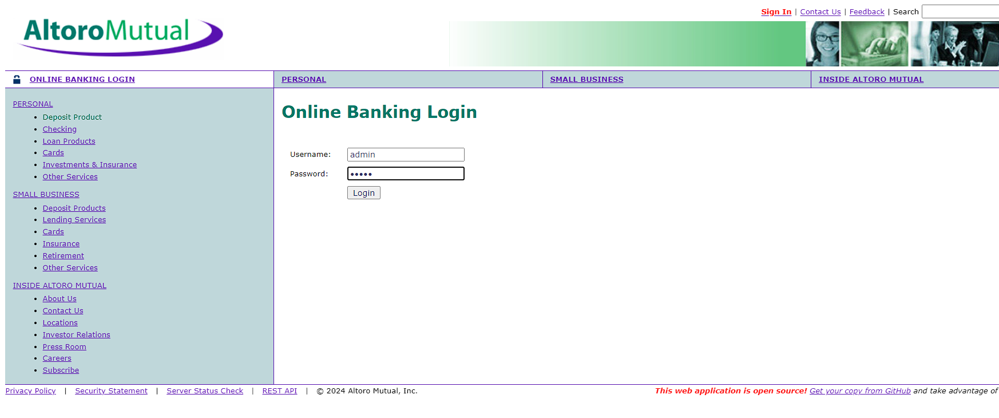 Sign In | Contact Us | Feedback | Search
AltoroMutual
ONLINE BANKING LOGIN
PERSONAL
SMALL BUSINESS
INSIDE ALTORO MUTUAL
PERSONAL
• Deposit Product
• Checking
• Loan Products
• Cards
• Investments & Insurance
• Other Services
SMALL BUSINESS
• Deposit Products
• Lending Services
• Cards
• Insurance
• Retirement
• Other Services
INSIDE ALTORO MUTUAL
• About Us
• Contact Us
• Locations
• Investor Relations
• Press Room
• Careers
• Subscribe
Online Banking Login
Username: admin
Password: •••••
Login
Privacy Policy | Security Statement | Server Status Check | REST API | © 2024 Altoro Mutual, Inc.
This web application is open source! Get your copy from GitHub and take advantage of